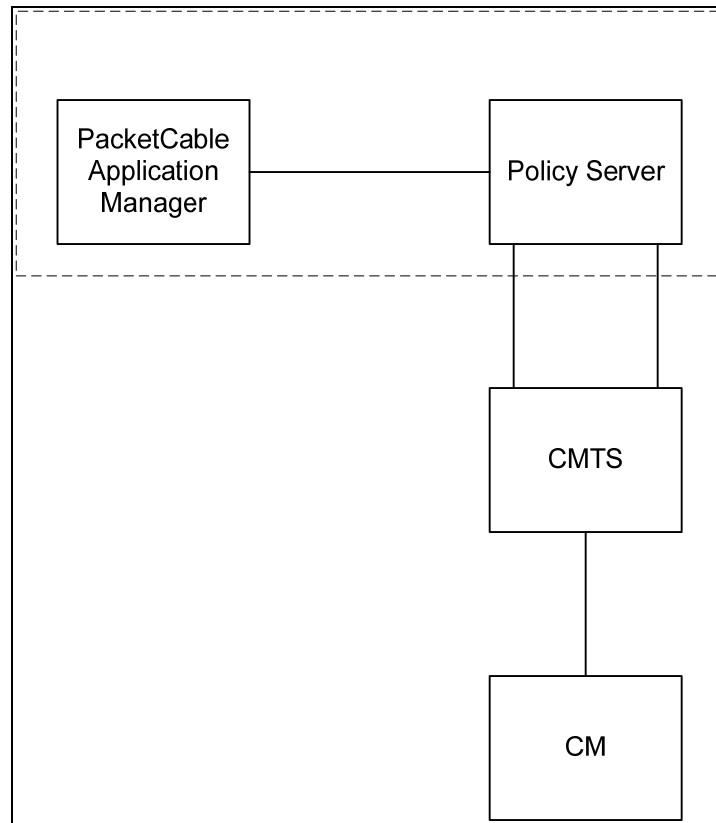 PacketCable
Application
Manager
Policy Server
CMTS
CM